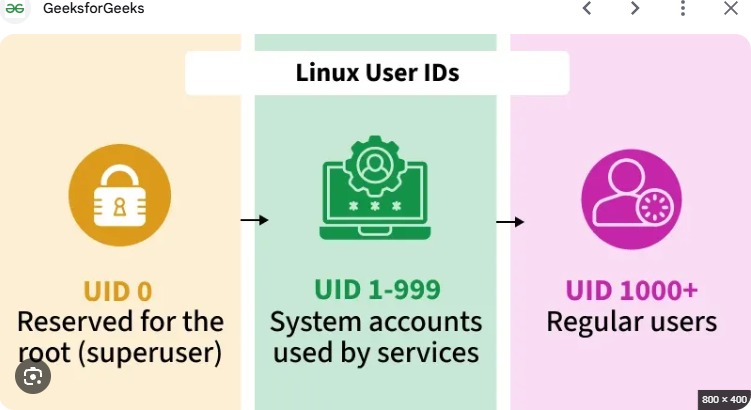 GeeksforGeeks
Linux User IDs
UID 0
Reserved for the
root (superuser)
UID 1-999
System accounts
used by services
UID 1000+
Regular users
800 × 400